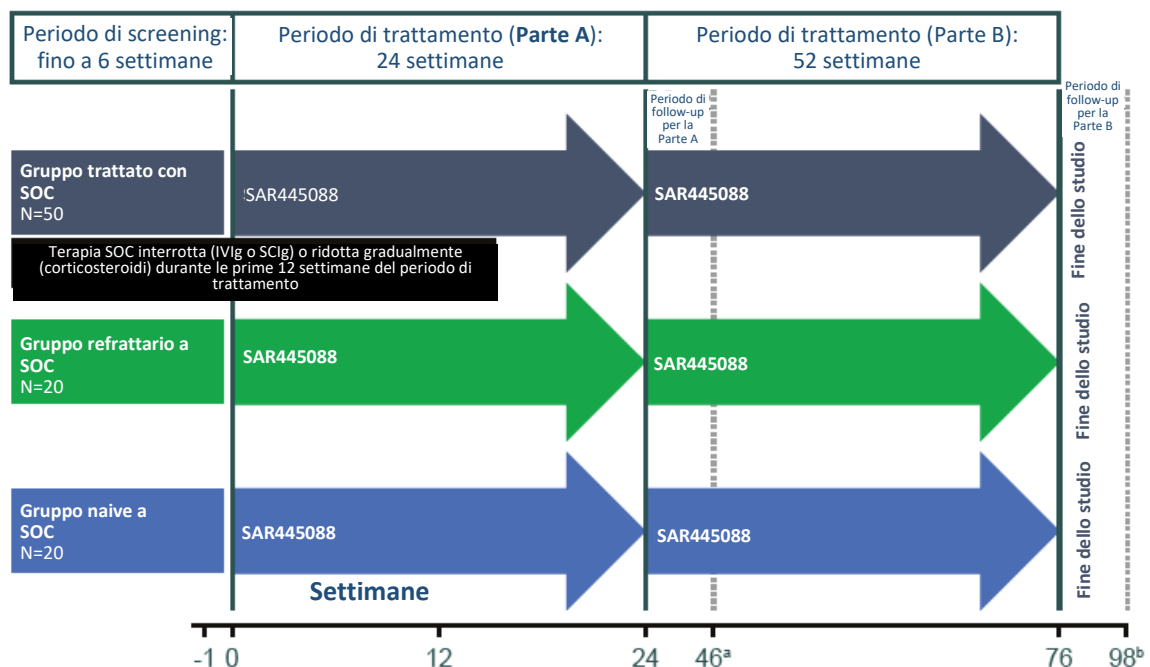 Periodo di screening:
fino a 6 settimane
Periodo di trattamento (Parte A):
24 settimane
Periodo di trattamento (Parte B):
52 settimane
Periodo di
follow-up
per la
Parte A
Periodo di
follow-up
per la
Parte B
Gruppo trattato con
SOC
N=50
SAR445088
SAR445088
Fine dello studio
Terapia SOC interrotta (IVIg o SCIg) o ridotta gradualmente
(corticosteroidi) durante le prime 12 settimane del periodo di
trattamento
Gruppo refrattario a
SOC
N=20
SAR445088
SAR445088
Fine dello studio
Gruppo naive a
SOC
N=20
SAR445088
SAR445088
Fine dello studio
Settimane
-1 0 12 24 46ª 76 98ᵇ